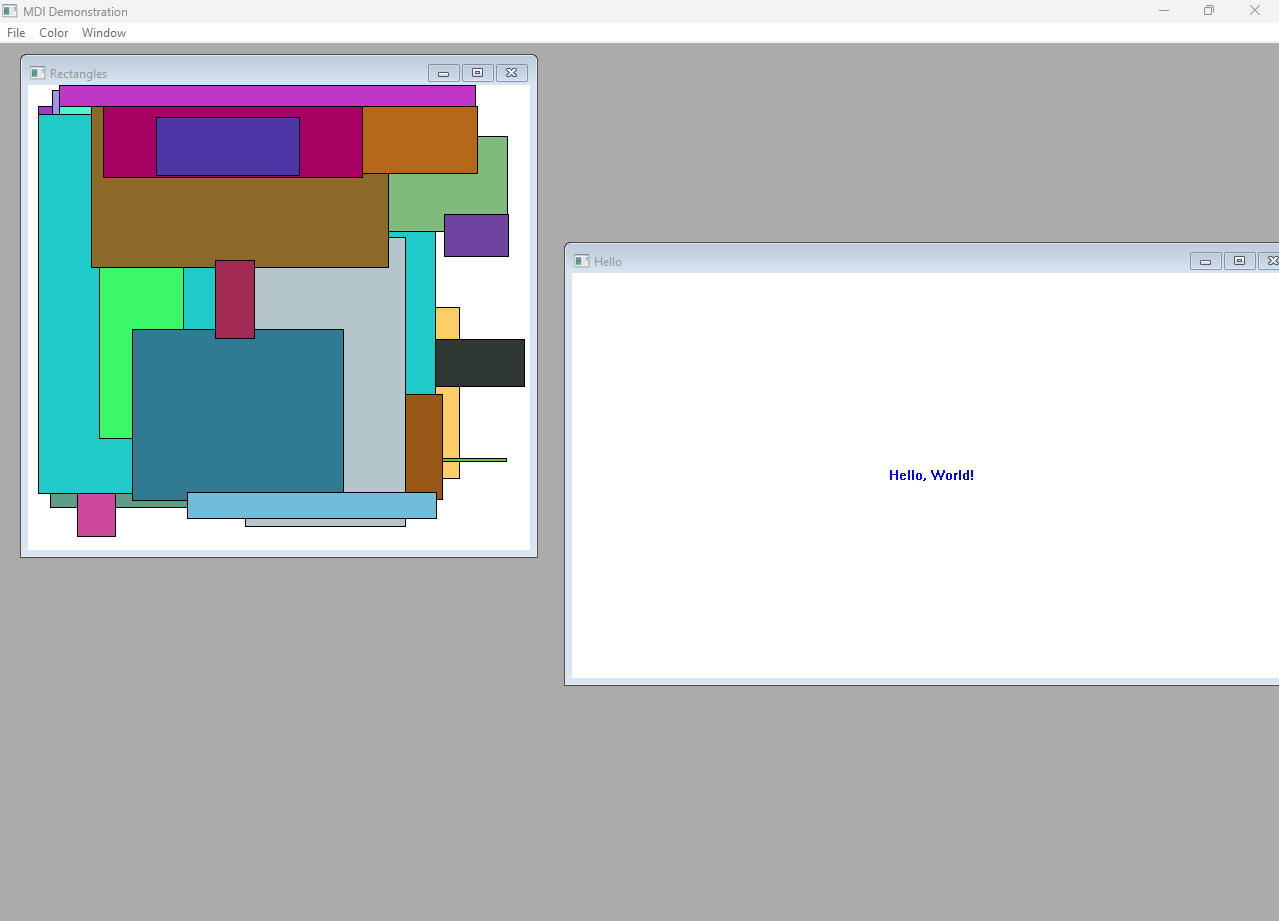 MDI Demonstration
File Color Window
Rectangles
Hello
Hello, World!